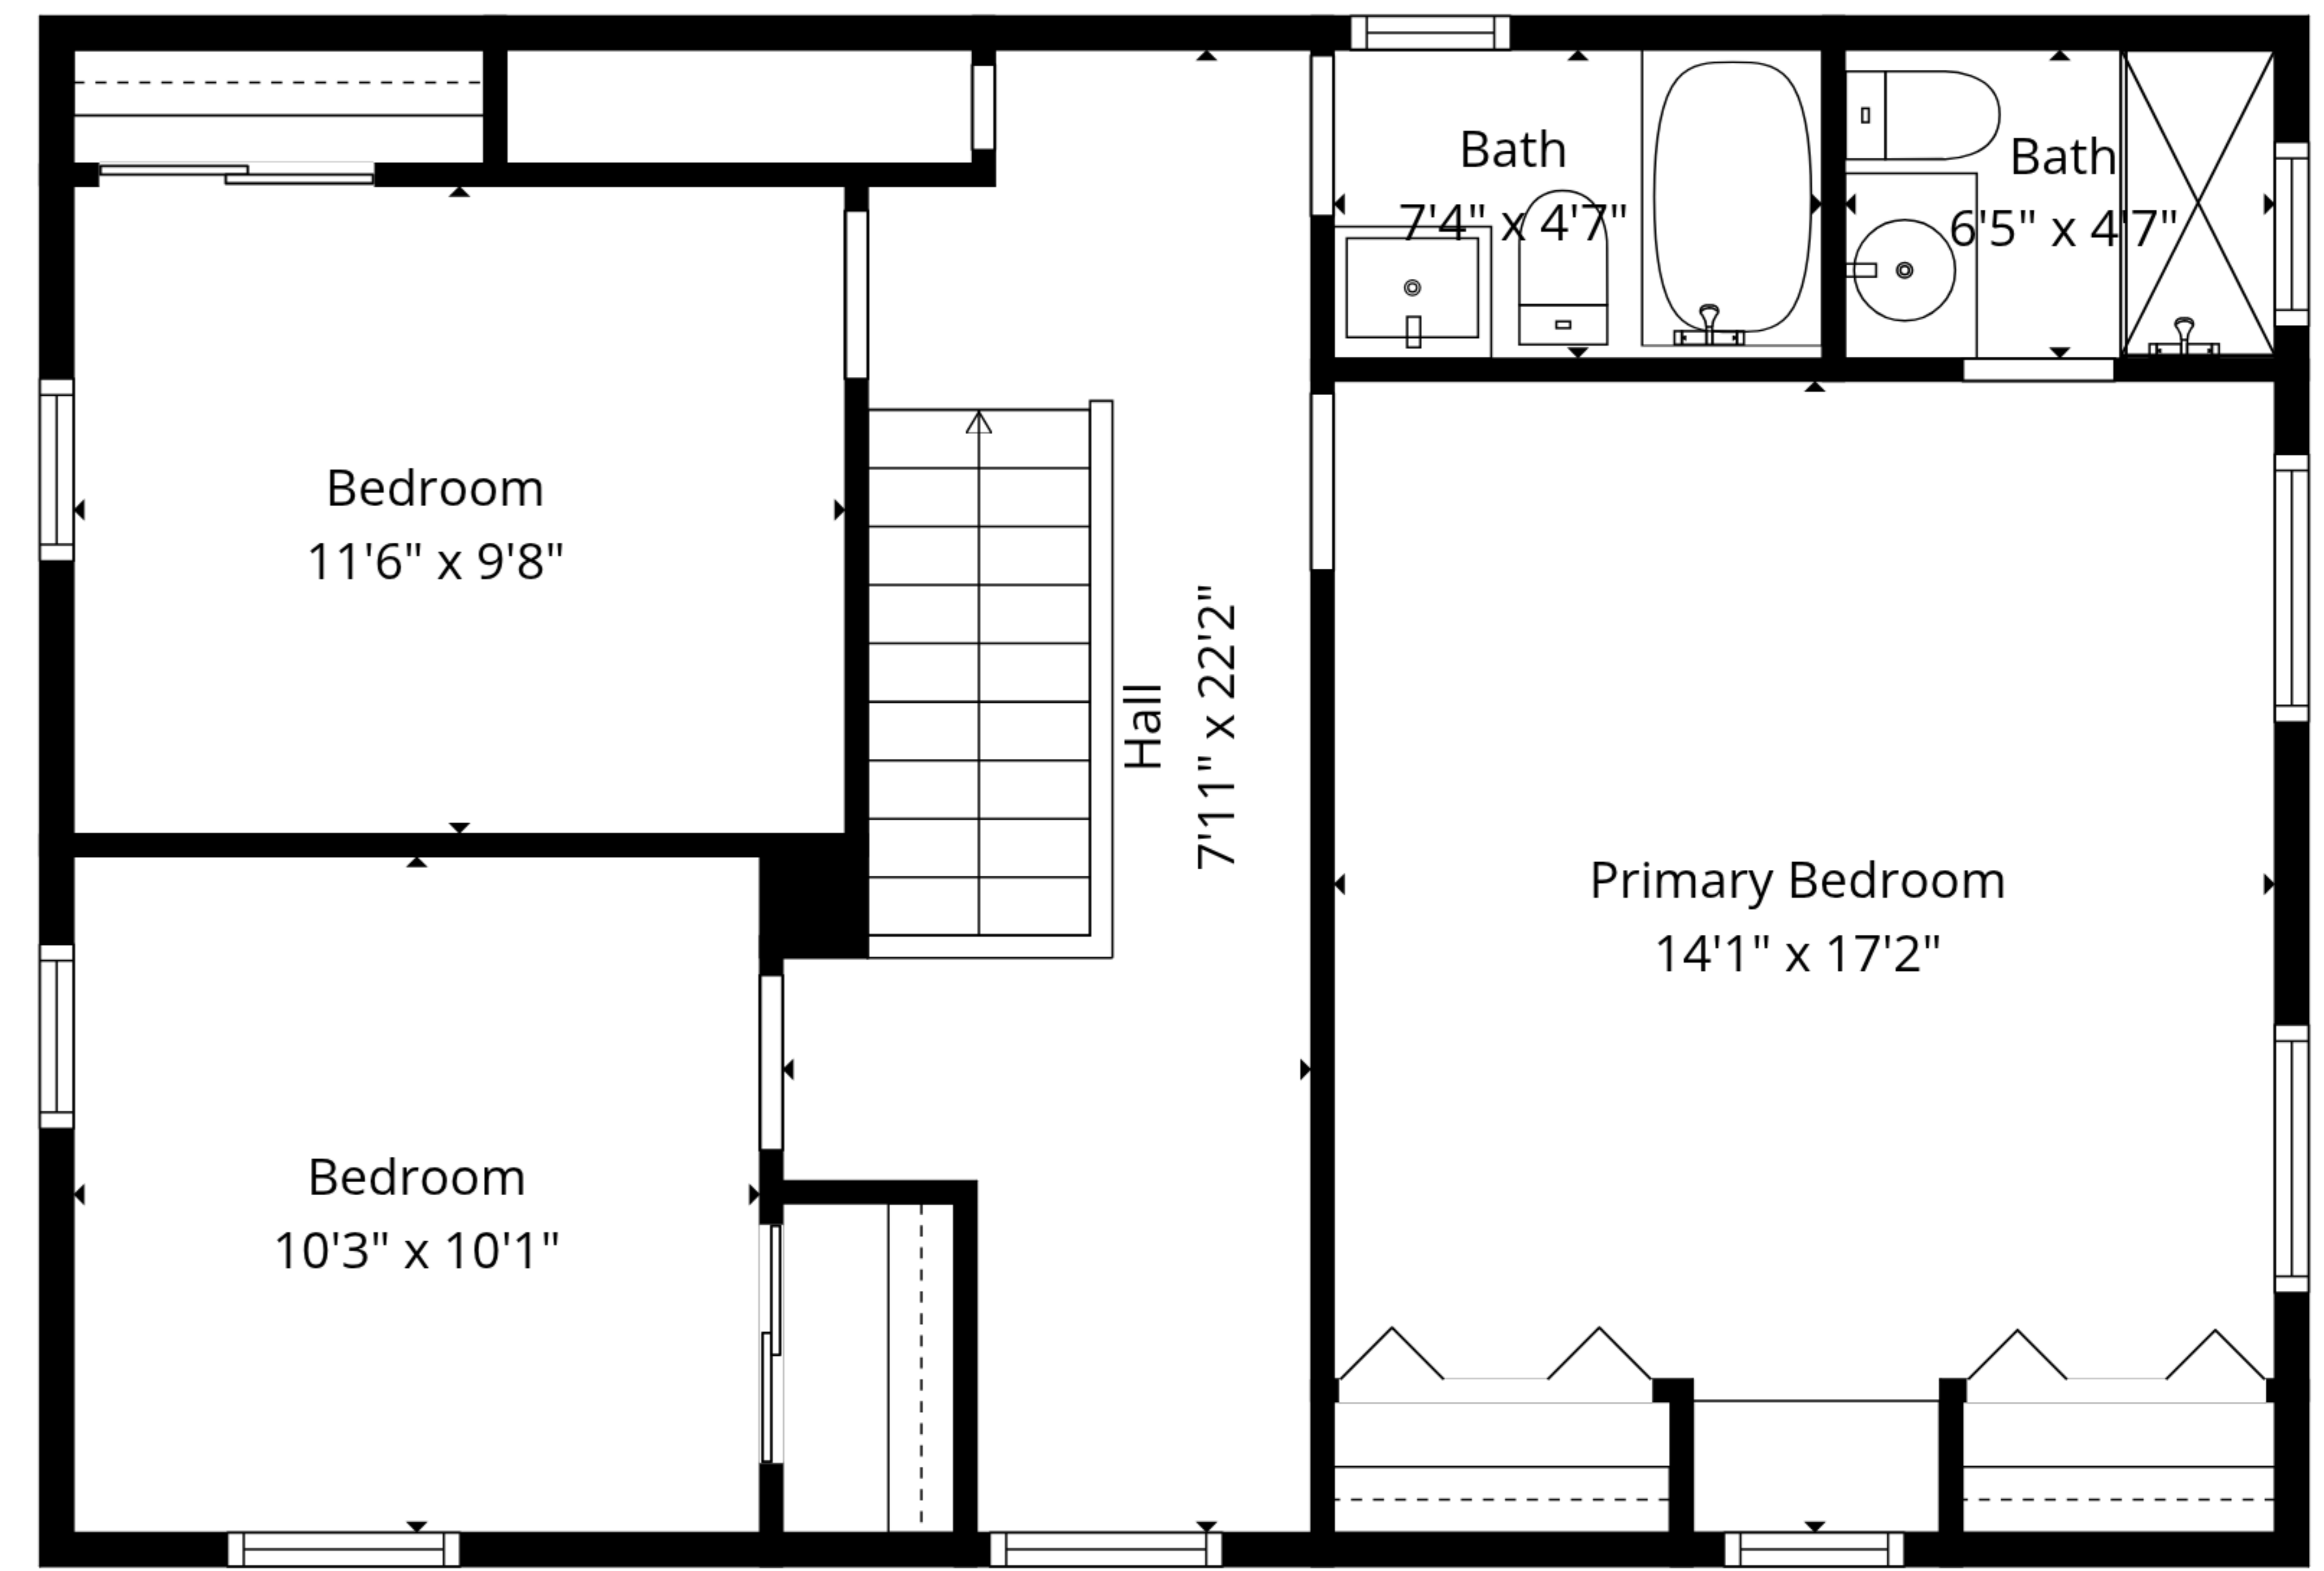 Bath
7'4" x 4'7"
Bath
6'5" x 4'7"
Bedroom
11'6" x 9'8"
Hall
7'11" x 22'2"
Primary Bedroom
14'1" x 17'2"
Bedroom
10'3" x 10'1"